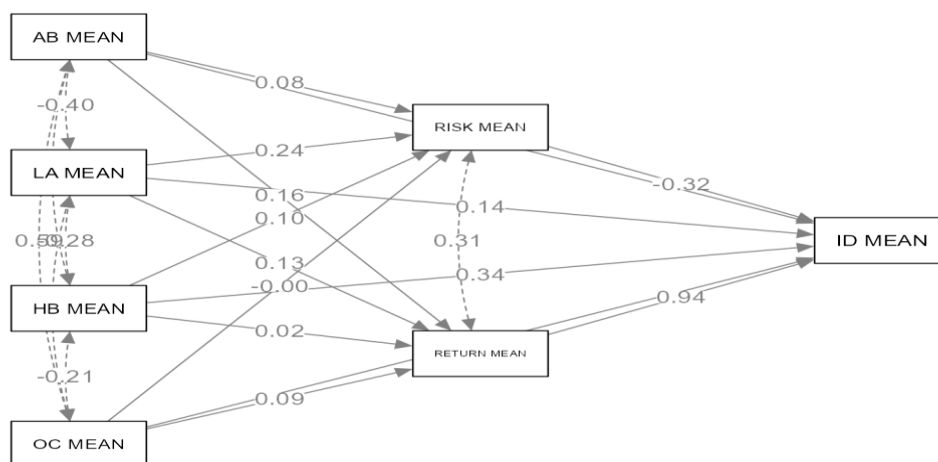 AB MEAN
0.08
-0.40
RISK MEAN
LA MEAN
0.24
-0.32
0.16
0.14
0.10
ID MEAN
0.28
0.31
0.13
-0.00
0.34
0.94
HB MEAN
0.02
RETURN MEAN
-0.21
0.09
OC MEAN